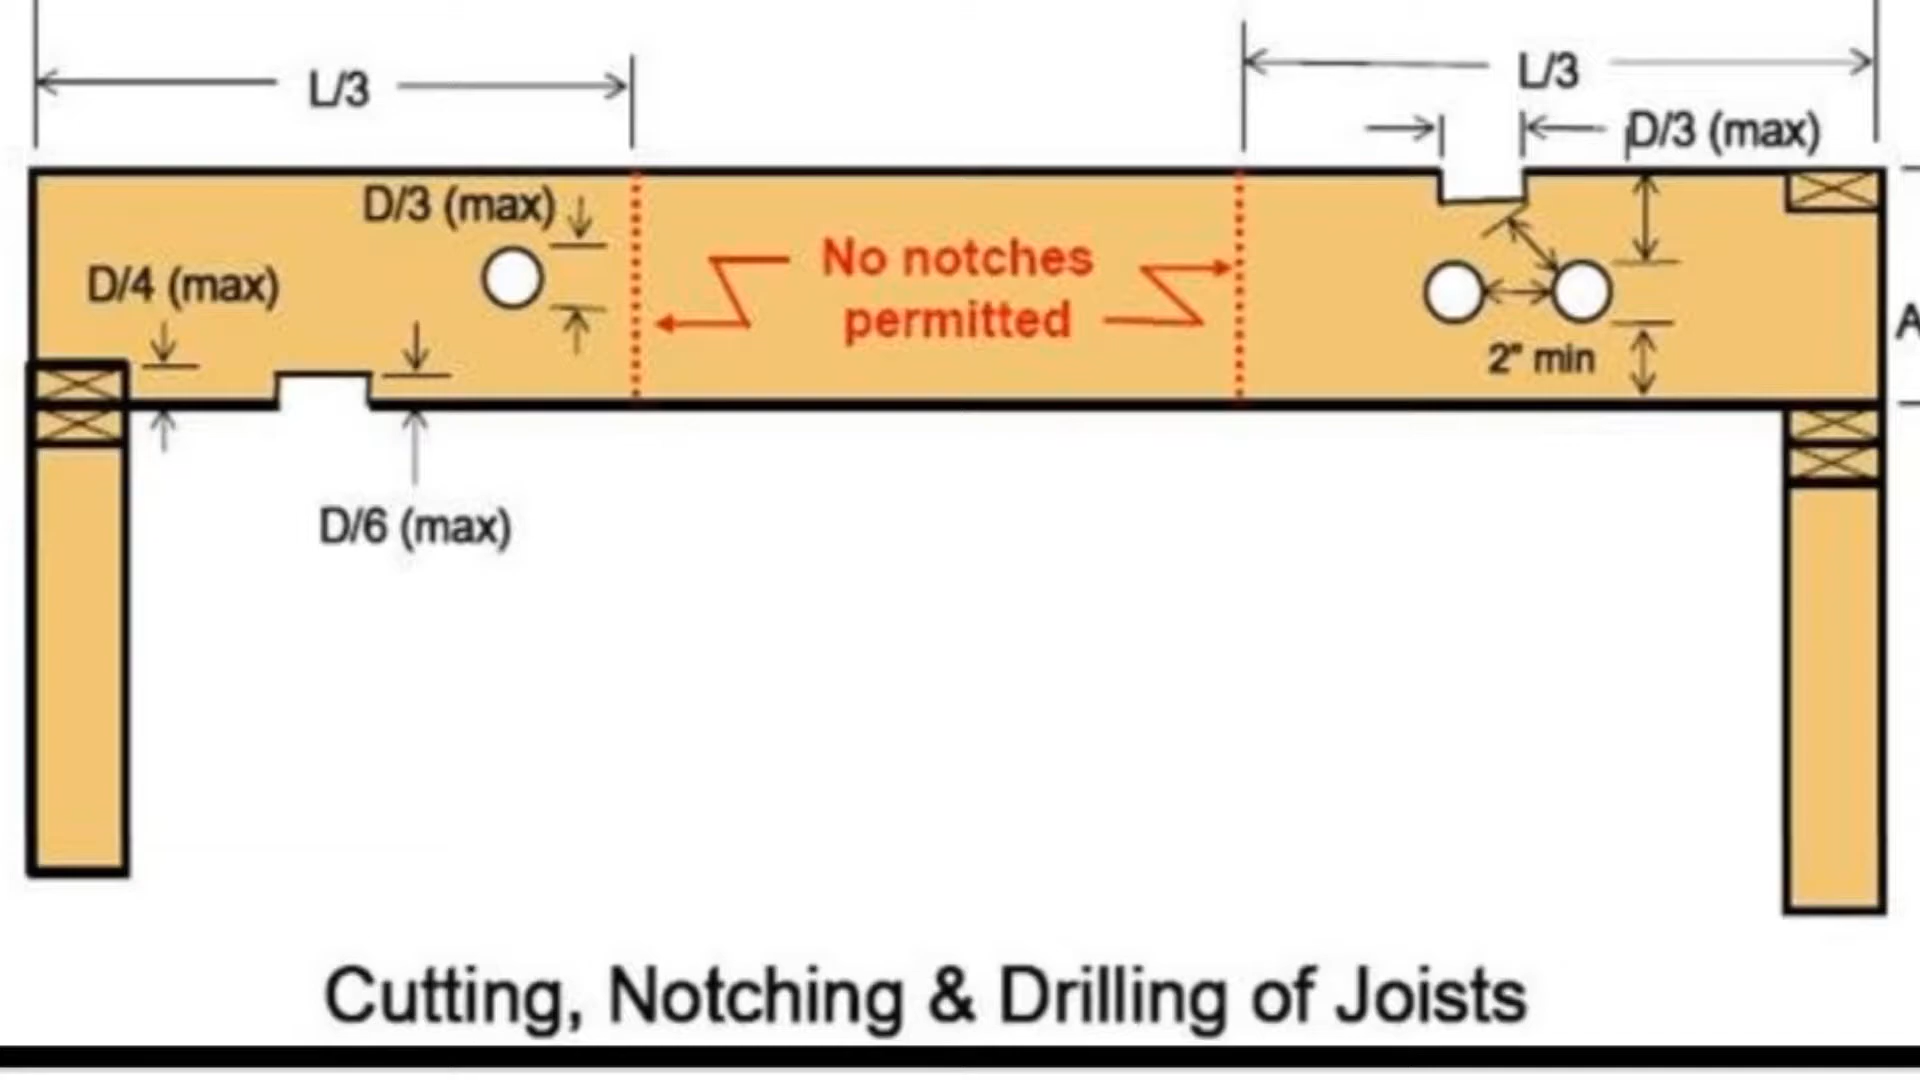 L/3
L/3
D/3 (max)
D/3 (max)
D/4 (max)
No notches
permitted
2" min
D/6 (max)
Cutting, Notching & Drilling of Joists